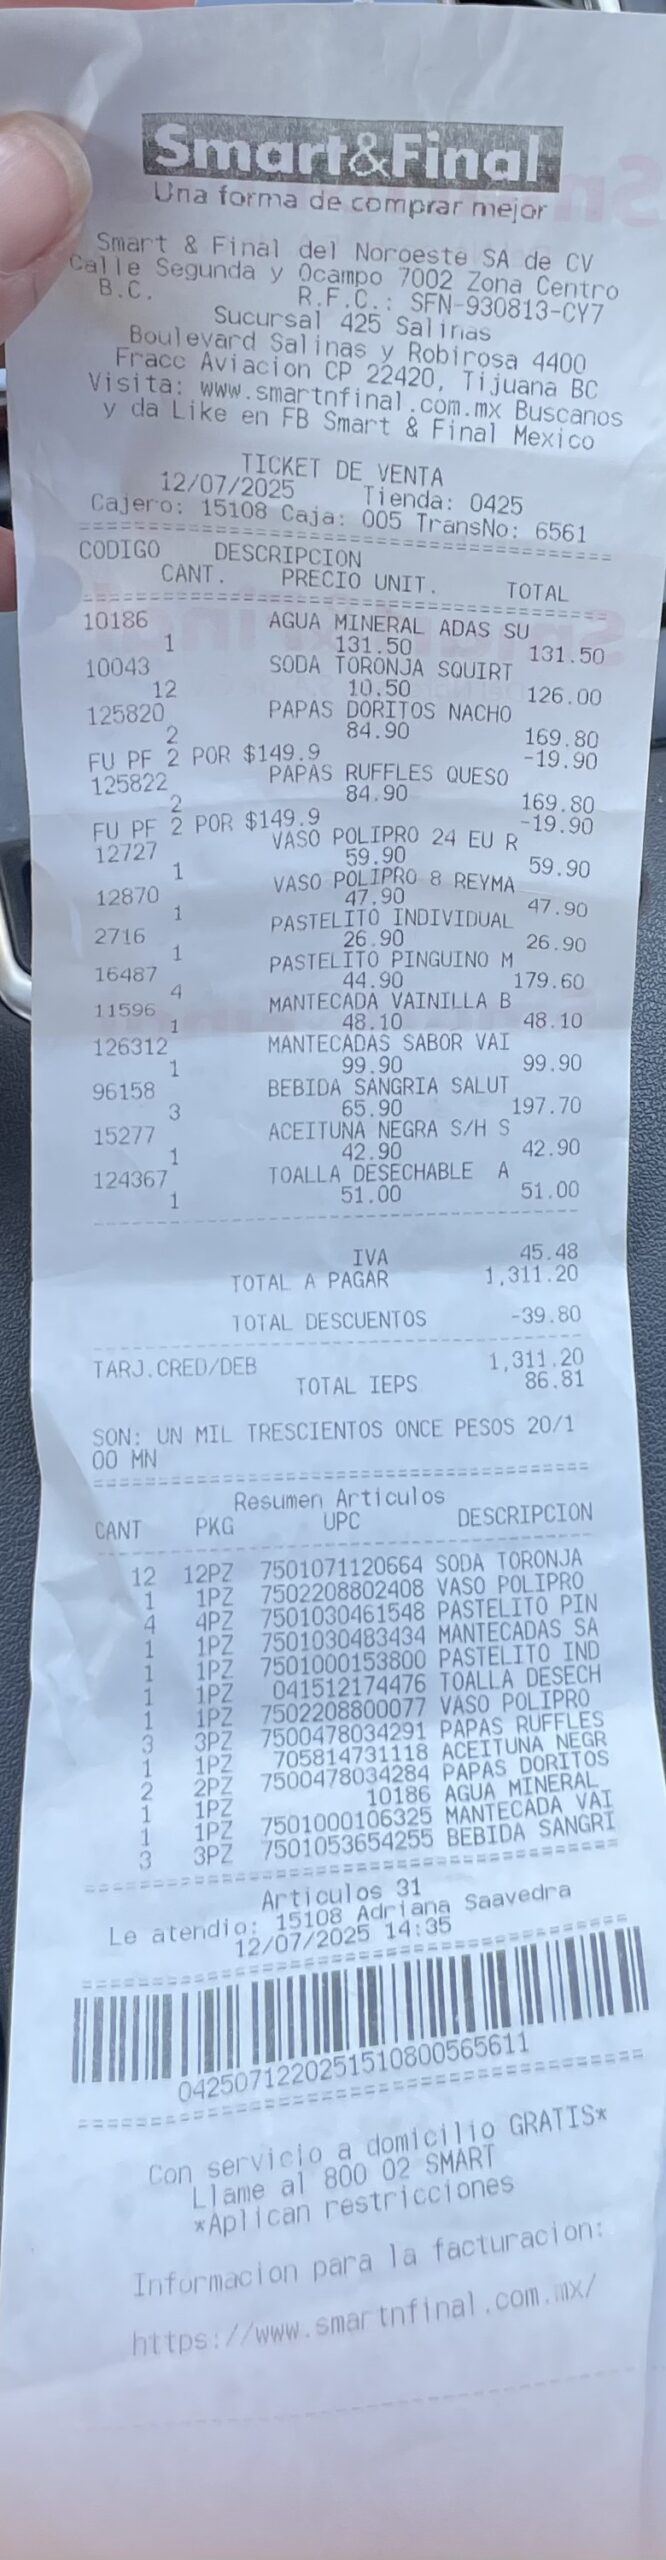 Smart&Final
Una forma de comprar mejor
Smart & Final del Noroeste SA de CV
Calle Segunda y Ocampo 7002 Zona Centro
B.C. R.F.C.: SFN-930813-CY7
Sucursal 425 Salinas
Boulevard Salinas y Robirosa 4400
Fracc Aviacion CP 22420, Tijuana BC
Visita: www.smartnfinal.com.mx Buscanos
y da Like en FB Smart & Final Mexico
TICKET DE VENTA
12/07/2025 Tienda: 0425
Cajero: 15108 Caja: 005 TransNo: 6561
CODIGO DESCRIPCION
CANT. PRECIO UNIT. TOTAL
10186 AGUA MINERAL ADAS SU
1 131.50 131.50
10043 SODA TORONJA SQUIRT
12 10.50 126.00
125820 PAPAS DORITOS NACHO
2 84.90 169.80
FU PF 2 POR $149.9 -19.90
125822 PAPAS RUFFLES QUESO
2 84.90 169.80
FU PF 2 POR $149.9 -19.90
12727 VASO POLIPRO 24 EU R
1 59.90 59.90
12870 VASO POLIPRO 8 REYMA
1 47.90 47.90
2716 PASTELITO INDIVIDUAL
1 26.90 26.90
16487 PASTELITO PINGUINO M
4 44.90 179.60
11596 MANTECADA VAINILLA B
1 48.10 48.10
126312 MANTECADAS SABOR VAI
1 99.90 99.90
96158 BEBIDA SANGRIA SALUT
3 65.90 197.70
15277 ACEITUNA NEGRA S/H S
1 42.90 42.90
124367 TOALLA DESECHABLE A
1 51.00 51.00
IVA 45.48
TOTAL A PAGAR 1,311.20
TOTAL DESCUENTOS -39.80
TARJ.CRED/DEB 1,311.20
TOTAL IEPS 86.81
SON: UN MIL TRESCIENTOS ONCE PESOS 20/1
00 MN
Resumen Articulos
CANT PKG UPC DESCRIPCION
12 12PZ 7501071120664 SODA TORONJA
1 1PZ 7502208802408 VASO POLIPRO
4 4PZ 7501030461548 PASTELITO PIN
1 1PZ 7501030483434 MANTECADAS SA
1 1PZ 7501000153800 PASTELITO IND
1 1PZ 041512174476 TOALLA DESECH
1 1PZ 7502208800077 VASO POLIPRO
3 3PZ 7500478034291 PAPAS RUFFLES
1 1PZ 705814731118 ACEITUNA NEGR
2 2PZ 7500478034284 PAPAS DORITOS
1 1PZ 10186 AGUA MINERAL
1 1PZ 7501000106325 MANTECADA VAI
3 3PZ 7501053654255 BEBIDA SANGRI
Articulos 31
Le atendio: 15108 Adriana Saavedra
12/07/2025 14:35
0425071220251510800565611
Con servicio a domicilio GRATIS*
Llame al 800 02 SMART
*Aplican restricciones
Informacion para la facturacion:
https://www.smartnfinal.com.mx/